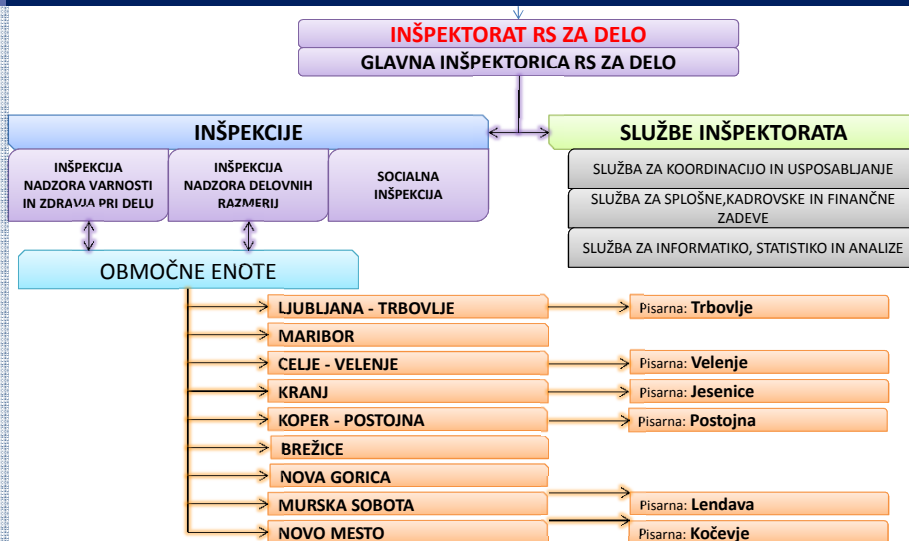 INŠPEKTORAT RS ZA DELO
GLAVNA INŠPEKTORICA RS ZA DELO
INŠPEKCIJE
SLUŽBE INŠPEKTORATA
INŠPEKCIJA
NADZORA VARNOSTI
IN ZDRAVJA PRI DELU
INŠPEKCIJA
NADZORA DELOVNIH
RAZMERIJ
SOCIALNA
INŠPEKCIJA
SLUŽBA ZA KOORDINACIJO IN USPOSABLJANJE
SLUŽBA ZA SPLOŠNE,KADROVSKE IN FINANČNE
ZADEVE
SLUŽBA ZA INFORMATIKO, STATISTIKO IN ANALIZE
OBMOČNE ENOTE
LJUBLJANA - TRBOVLJE
Pisarna: Trbovlje
MARIBOR
CELJE - VELENJE
Pisarna: Velenje
KRANJ
Pisarna: Jesenice
KOPER - POSTOJNA
Pisarna: Postojna
BREŽICE
NOVA GORICA
MURSKA SOBOTA
Pisarna: Lendava
NOVO MESTO
Pisarna: Kočevje